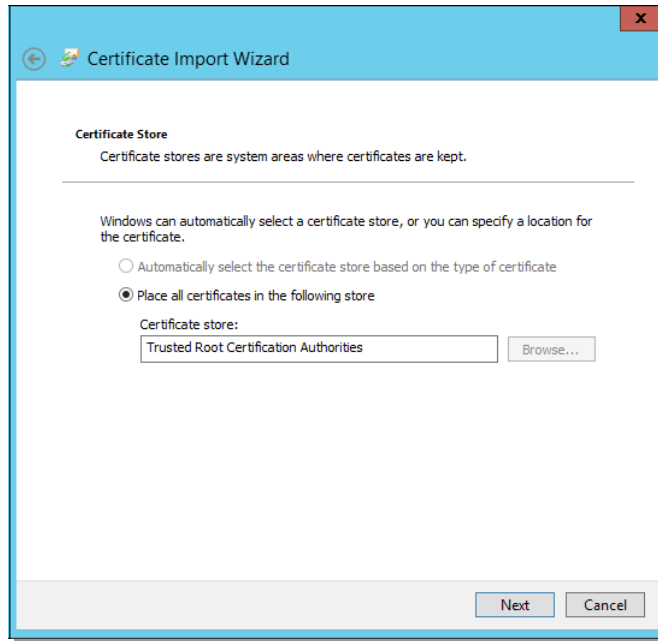 x
Certificate Import Wizard
Certificate Store
Certificate stores are system areas where certificates are kept.
Windows can automatically select a certificate store, or you can specify a location for
the certificate.
Automatically select the certificate store based on the type of certificate
Place all certificates in the following store
Certificate store:
Trusted Root Certification Authorities
Browse...
Next
Cancel